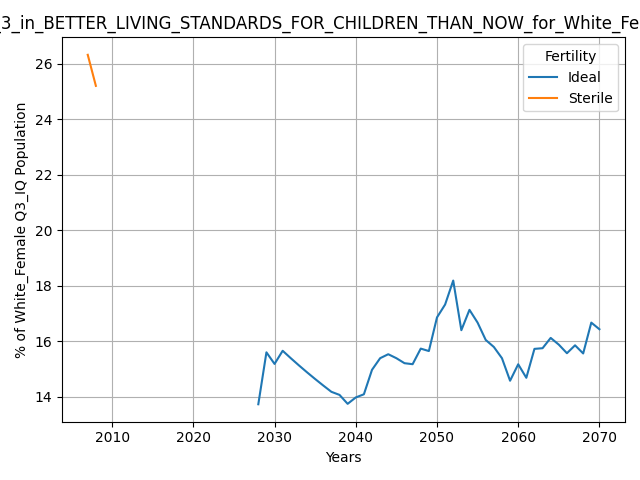 _3_in_BETTER_LIVING_STANDARDS_FOR_CHILDREN_THAN_NOW_for_White_Fe
Fertility
Ideal
Sterile
% of White_Female Q3_IQ Population
26
24
22
20
18
16
14
2010 2020 2030 2040 2050 2060 2070
Years